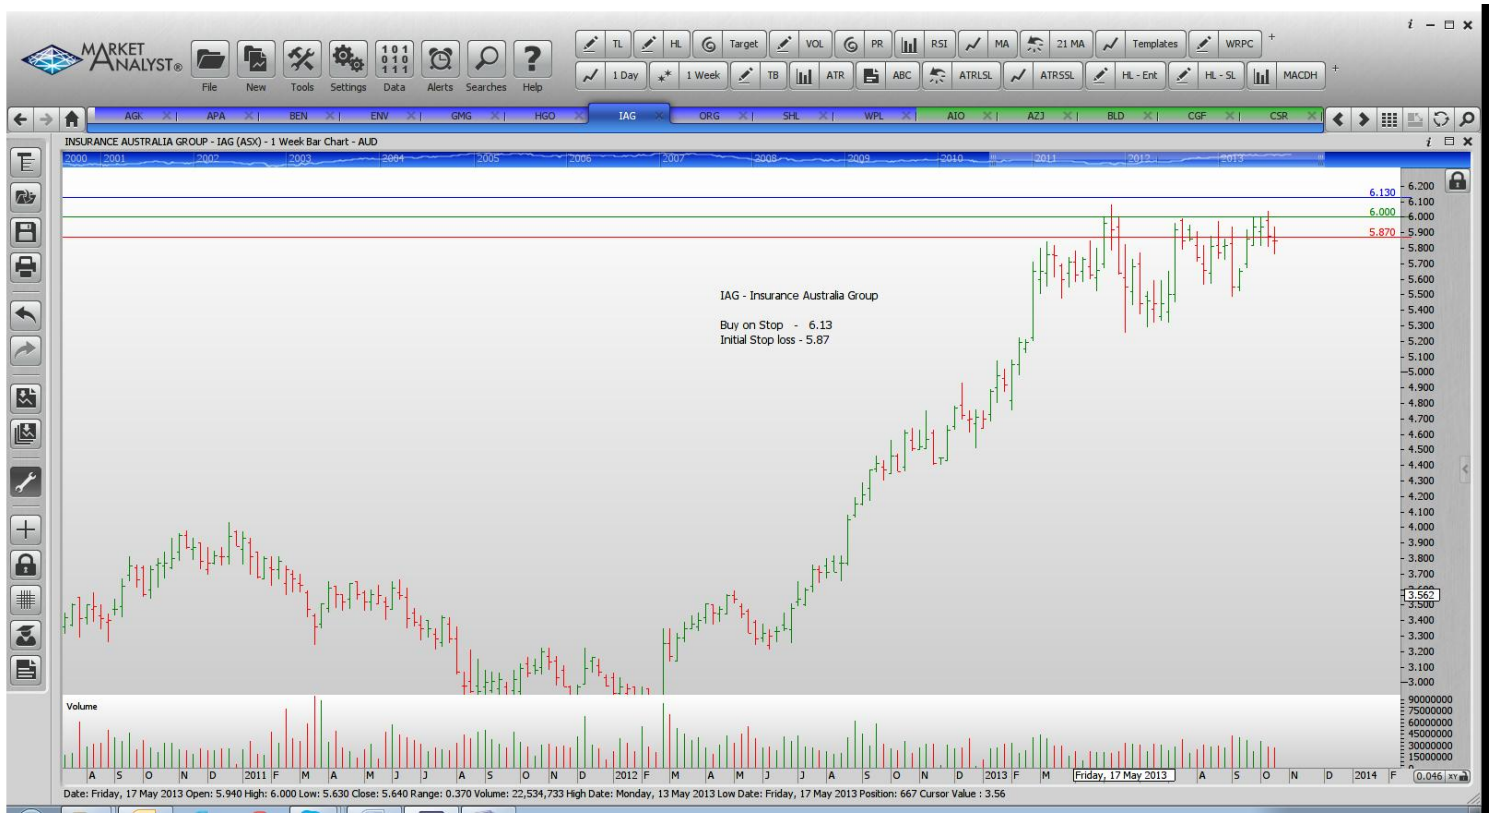 MARKET
ANALYST®
File New Tools Settings Data Alerts Searches Help
TL HL Target VOL PR RSI MA 21 MA Templates WRPC +
1 Day 1 Week TB ATR ABC ATRLSL ATRSSL HL - Ent HL - SL MACDH +
AGK APA BEN ENV GMG HGO IAG ORG SHL WPL AIO AZJ BLD CGF CSR
INSURANCE AUSTRALIA GROUP - IAG (ASX) - 1 Week Bar Chart - AUD
2000 2001 2002 2003 2004 2005 2006 2007 2008 2009 2010 2011 2012 2013
6.200
6.130
6.100
6.000 6.000
5.870 5.900
5.800
5.700
5.600
IAG - Insurance Australia Group
5.500
5.400
Buy on Stop - 6.13
5.300
Initial Stop loss - 5.87
5.200
5.100
5.000
4.900
4.800
4.700
4.600
4.500
4.400
4.300
4.200
4.100
4.000
3.900
3.800
3.700
3.562
3.500
3.400
3.300
3.200
3.100
3.000
Volume
90000000
75000000
60000000
45000000
30000000
15000000
A S O N D 2011 F M A M J J A S O N D 2012 F M A M J J A S O N D 2013 F M Friday, 17 May 2013 A S O N D 2014 F 0.046 XY
Date: Friday, 17 May 2013 Open: 5.940 High: 6.000 Low: 5.630 Close: 5.640 Range: 0.370 Volume: 22,534,733 High Date: Monday, 13 May 2013 Low Date: Friday, 17 May 2013 Position: 667 Cursor Value : 3.56